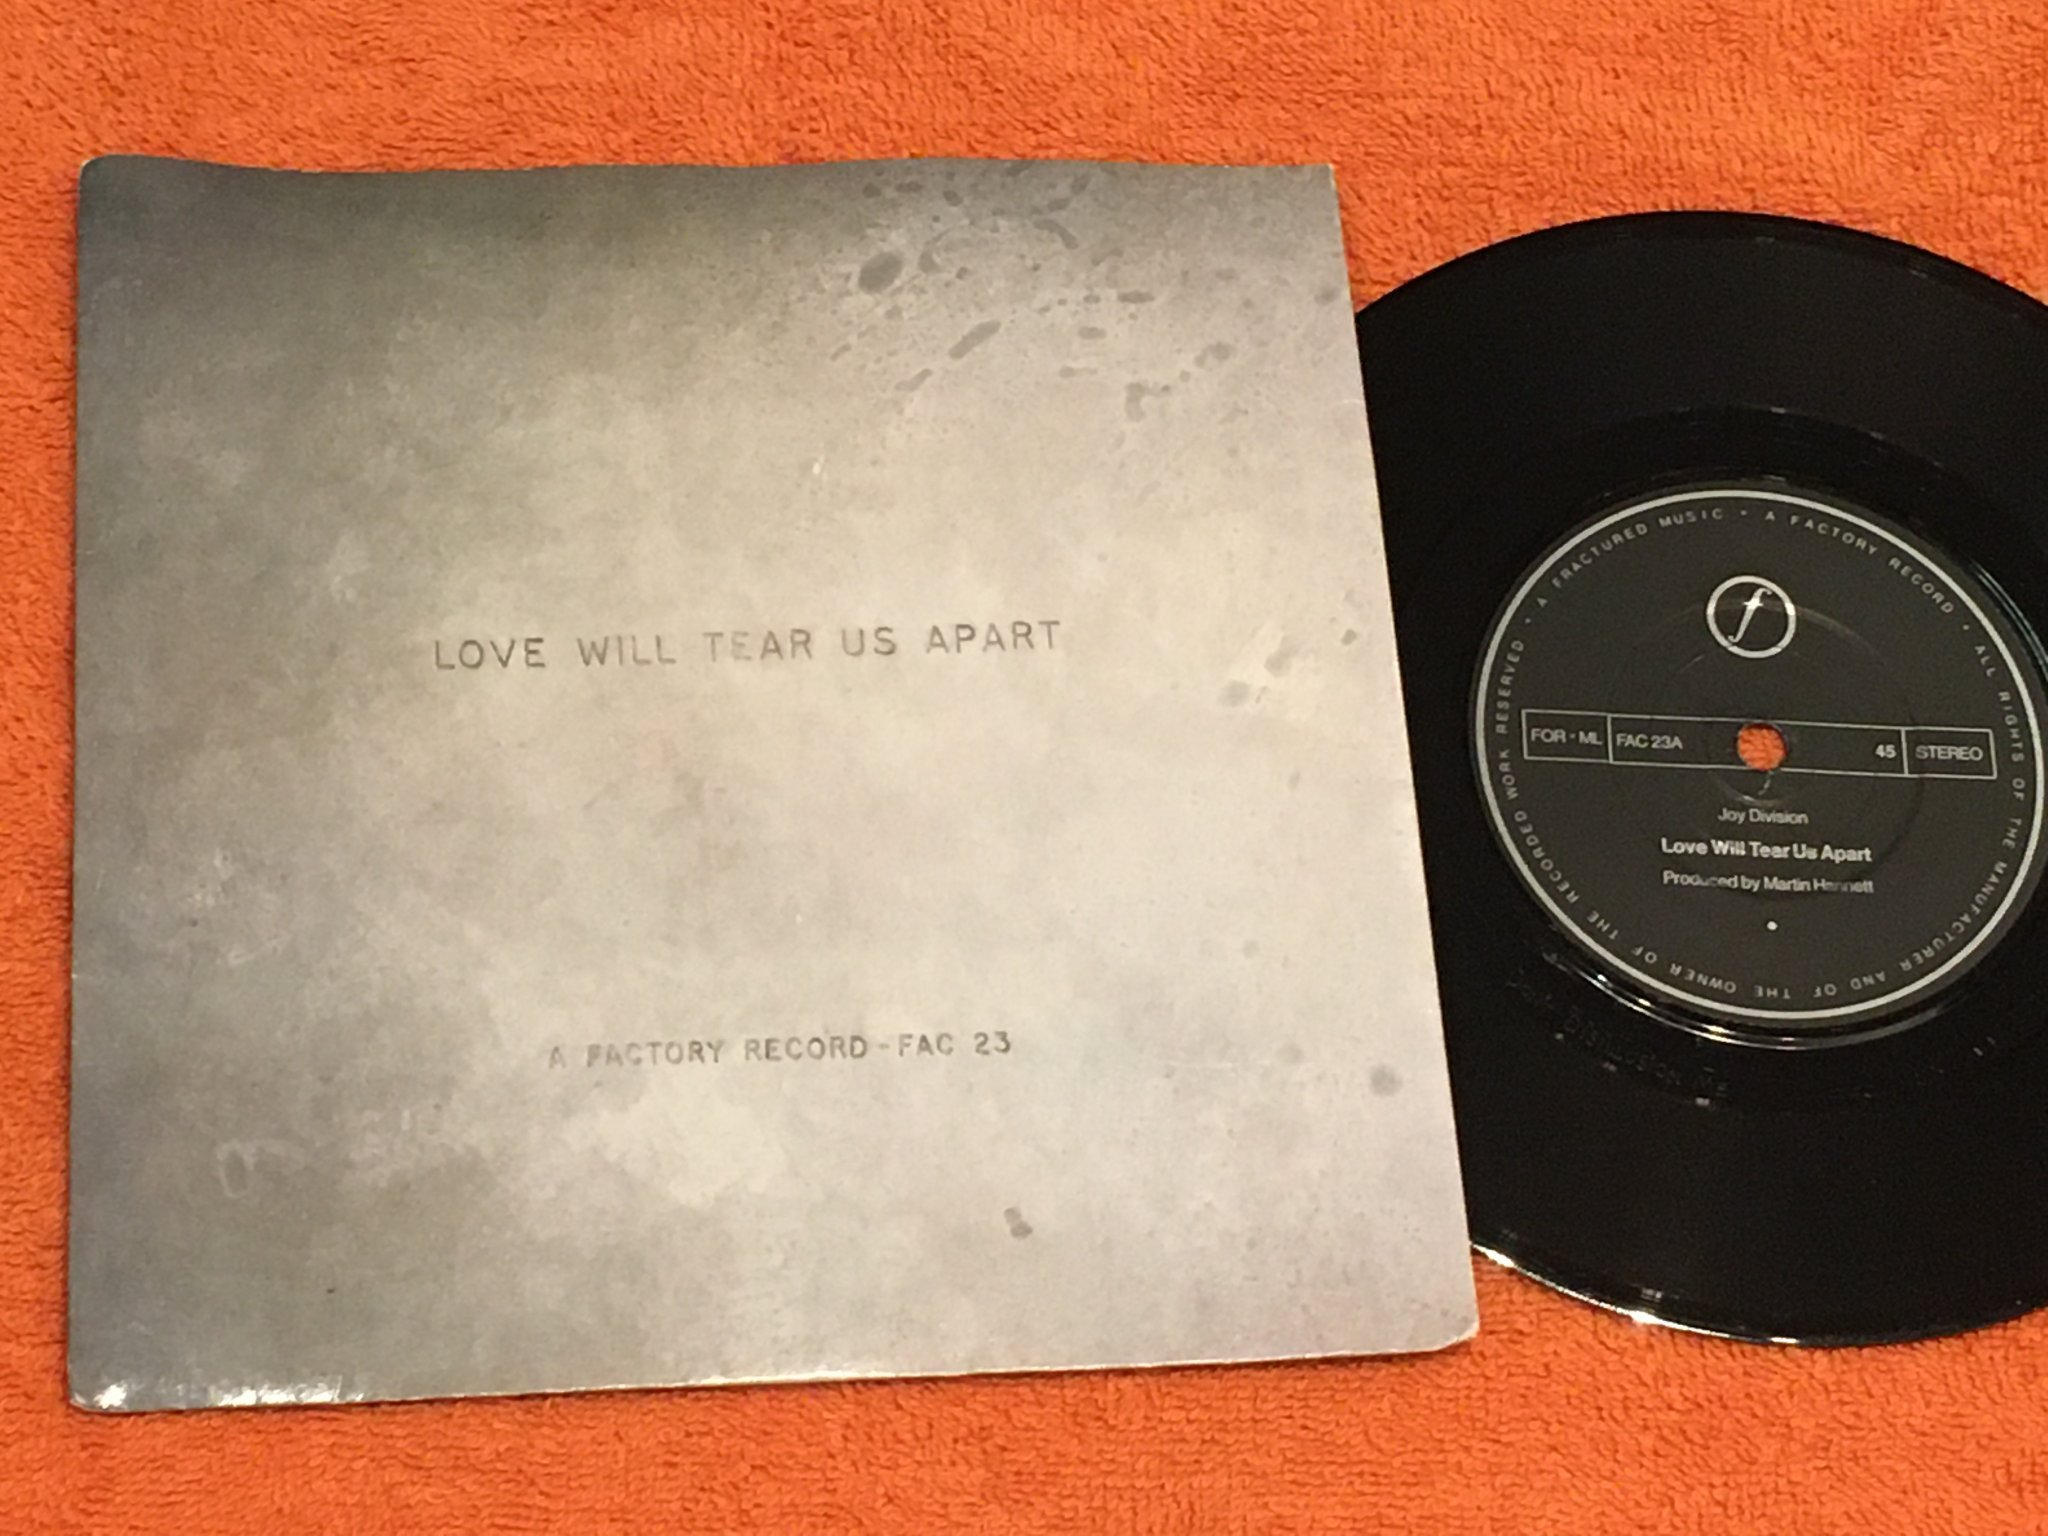 LOVE WILL TEAR US APART
A FACTORY RECORD - FAC 23
A FRACTURED MUSIC • A FACTORY RECORD • ALL RIGHTS OF THE MANUFACTURER AND OF THE OWNER OF THE RECORDED WORK RESERVED •
f
FOR • ML FAC 23A 45 STEREO
Joy Division
Love Will Tear Us Apart
Produced by Martin Hannett